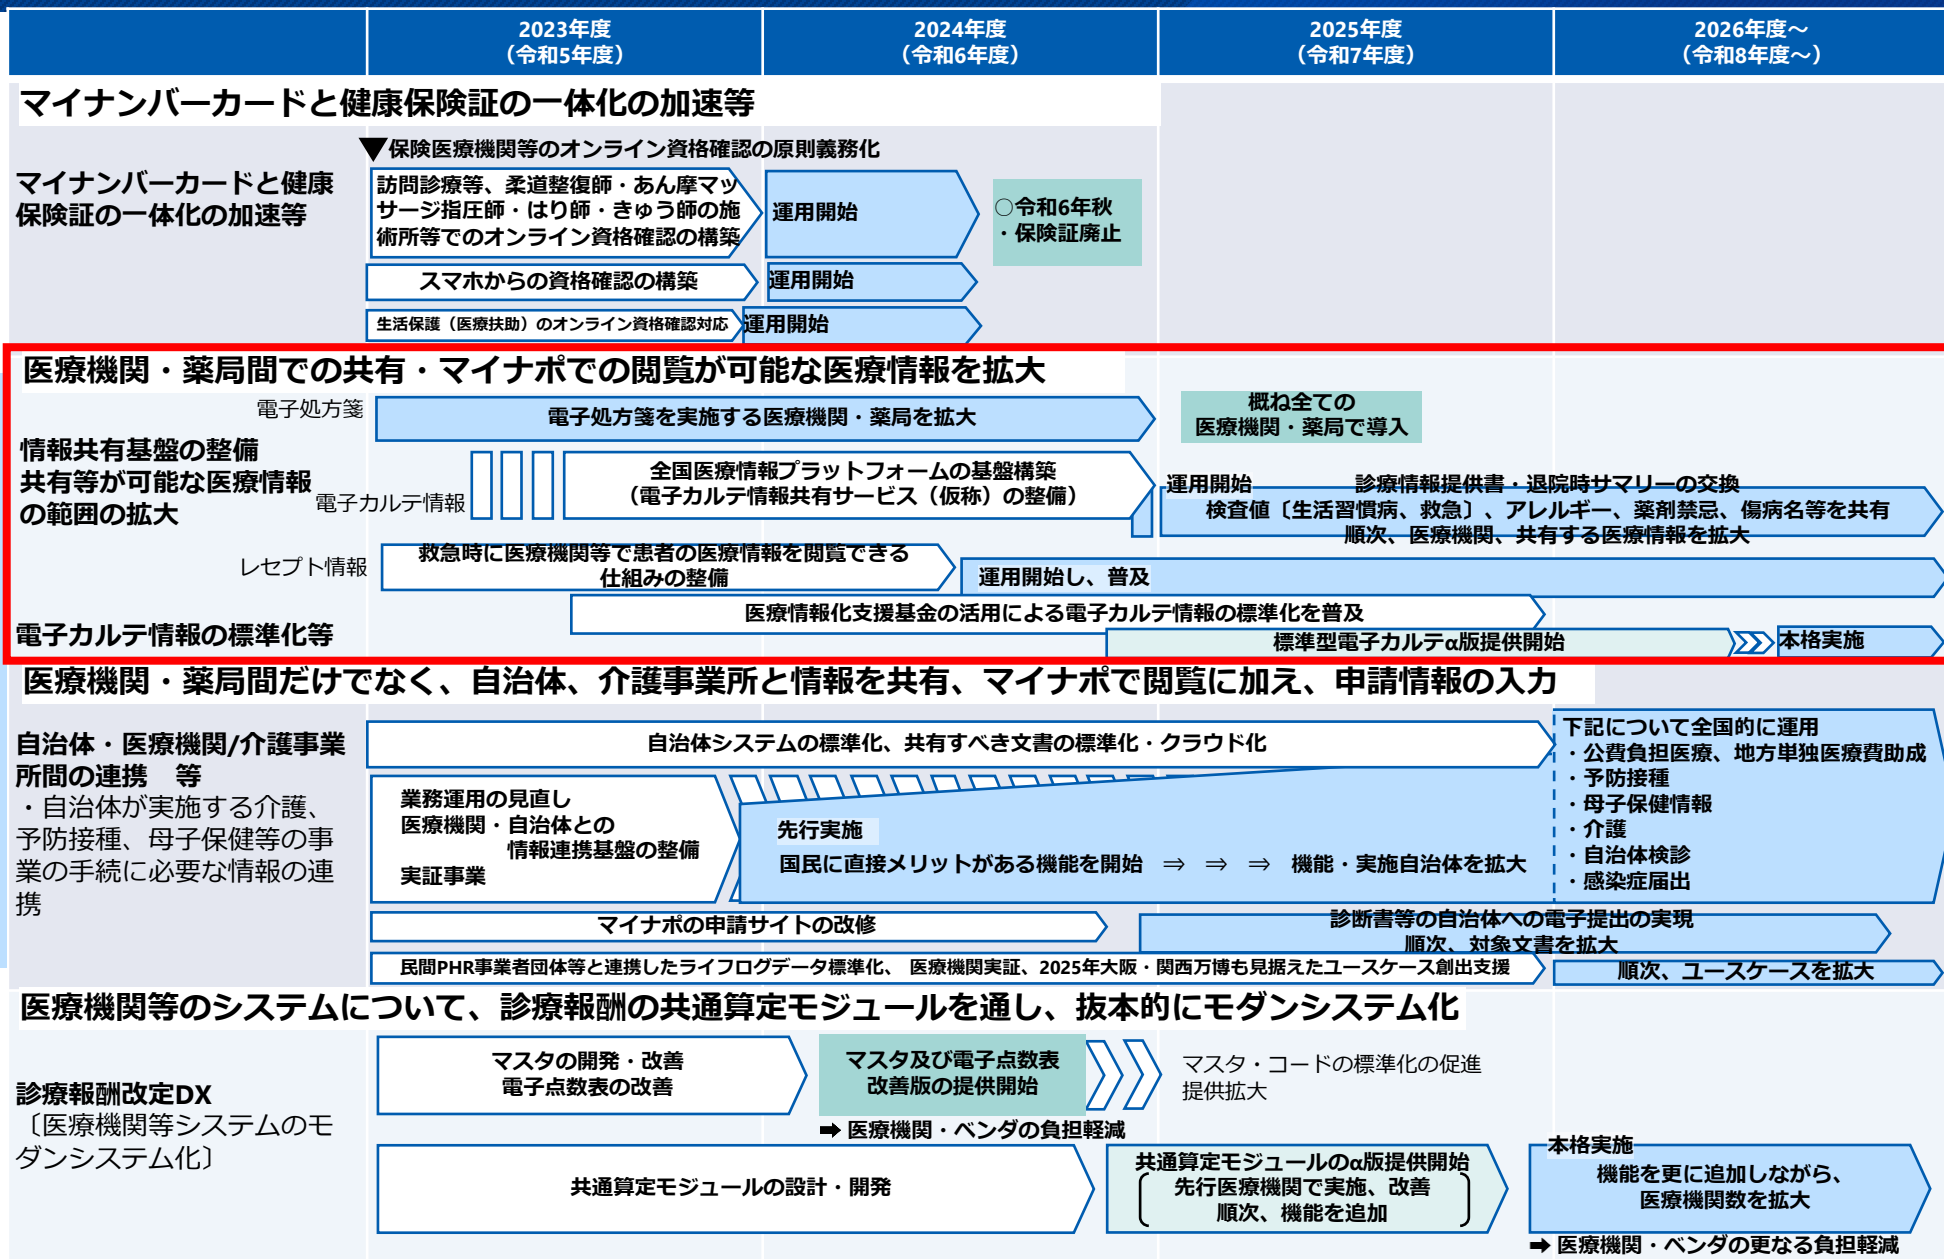 2023年度
（令和5年度）
2024年度
（令和6年度）
2025年度
（令和7年度）
2026年度～
（令和8年度～）
マイナンバーカードと健康保険証の一体化の加速等
▼保険医療機関等のオンライン資格確認の原則義務化
マイナンバーカードと健康
保険証の一体化の加速等
訪問診療等、柔道整復師・あん摩マッ
サージ指圧師・はり師・きゅう師の施
術所等でのオンライン資格確認の構築
運用開始
○令和6年秋
・保険証廃止
スマホからの資格確認の構築
運用開始
生活保護（医療扶助）のオンライン資格確認対応
運用開始
医療機関・薬局間での共有・マイナポでの閲覧が可能な医療情報を拡大
電子処方箋
電子処方箋を実施する医療機関・薬局を拡大
概ね全ての
医療機関・薬局で導入
情報共有基盤の整備
共有等が可能な医療情報
の範囲の拡大
電子カルテ情報
全国医療情報プラットフォームの基盤構築
（電子カルテ情報共有サービス（仮称）の整備）
運用開始
診療情報提供書・退院時サマリーの交換
検査値〔生活習慣病、救急〕、アレルギー、薬剤禁忌、傷病名等を共有
順次、医療機関、共有する医療情報を拡大
レセプト情報
救急時に医療機関等で患者の医療情報を閲覧できる
仕組みの整備
運用開始し、普及
医療情報化支援基金の活用による電子カルテ情報の標準化を普及
電子カルテ情報の標準化等
標準型電子カルテα版提供開始
本格実施
医療機関・薬局間だけでなく、自治体、介護事業所と情報を共有、マイナポで閲覧に加え、申請情報の入力
自治体・医療機関/介護事業
所間の連携　等
・自治体が実施する介護、
予防接種、母子保健等の事
業の手続に必要な情報の連
携
自治体システムの標準化、共有すべき文書の標準化・クラウド化
業務運用の見直し
医療機関・自治体との
情報連携基盤の整備
実証事業
先行実施
国民に直接メリットがある機能を開始　⇒　⇒　⇒　機能・実施自治体を拡大
下記について全国的に運用
・公費負担医療、地方単独医療費助成
・予防接種
・母子保健情報
・介護
・自治体検診
・感染症届出
マイナポの申請サイトの改修
診断書等の自治体への電子提出の実現
順次、対象文書を拡大
民間PHR事業者団体等と連携したライフログデータ標準化、 医療機関実証、2025年大阪・関西万博も見据えたユースケース創出支援
順次、ユースケースを拡大
医療機関等のシステムについて、診療報酬の共通算定モジュールを通し、抜本的にモダンシステム化
診療報酬改定DX
〔医療機関等システムのモ
ダンシステム化〕
マスタの開発・改善
電子点数表の改善
マスタ及び電子点数表
改善版の提供開始
マスタ・コードの標準化の促進
提供拡大
➡ 医療機関・ベンダの負担軽減
共通算定モジュールの設計・開発
共通算定モジュールのα版提供開始
先行医療機関で実施、改善
順次、機能を追加
本格実施
機能を更に追加しながら、
医療機関数を拡大
➡ 医療機関・ベンダの更なる負担軽減